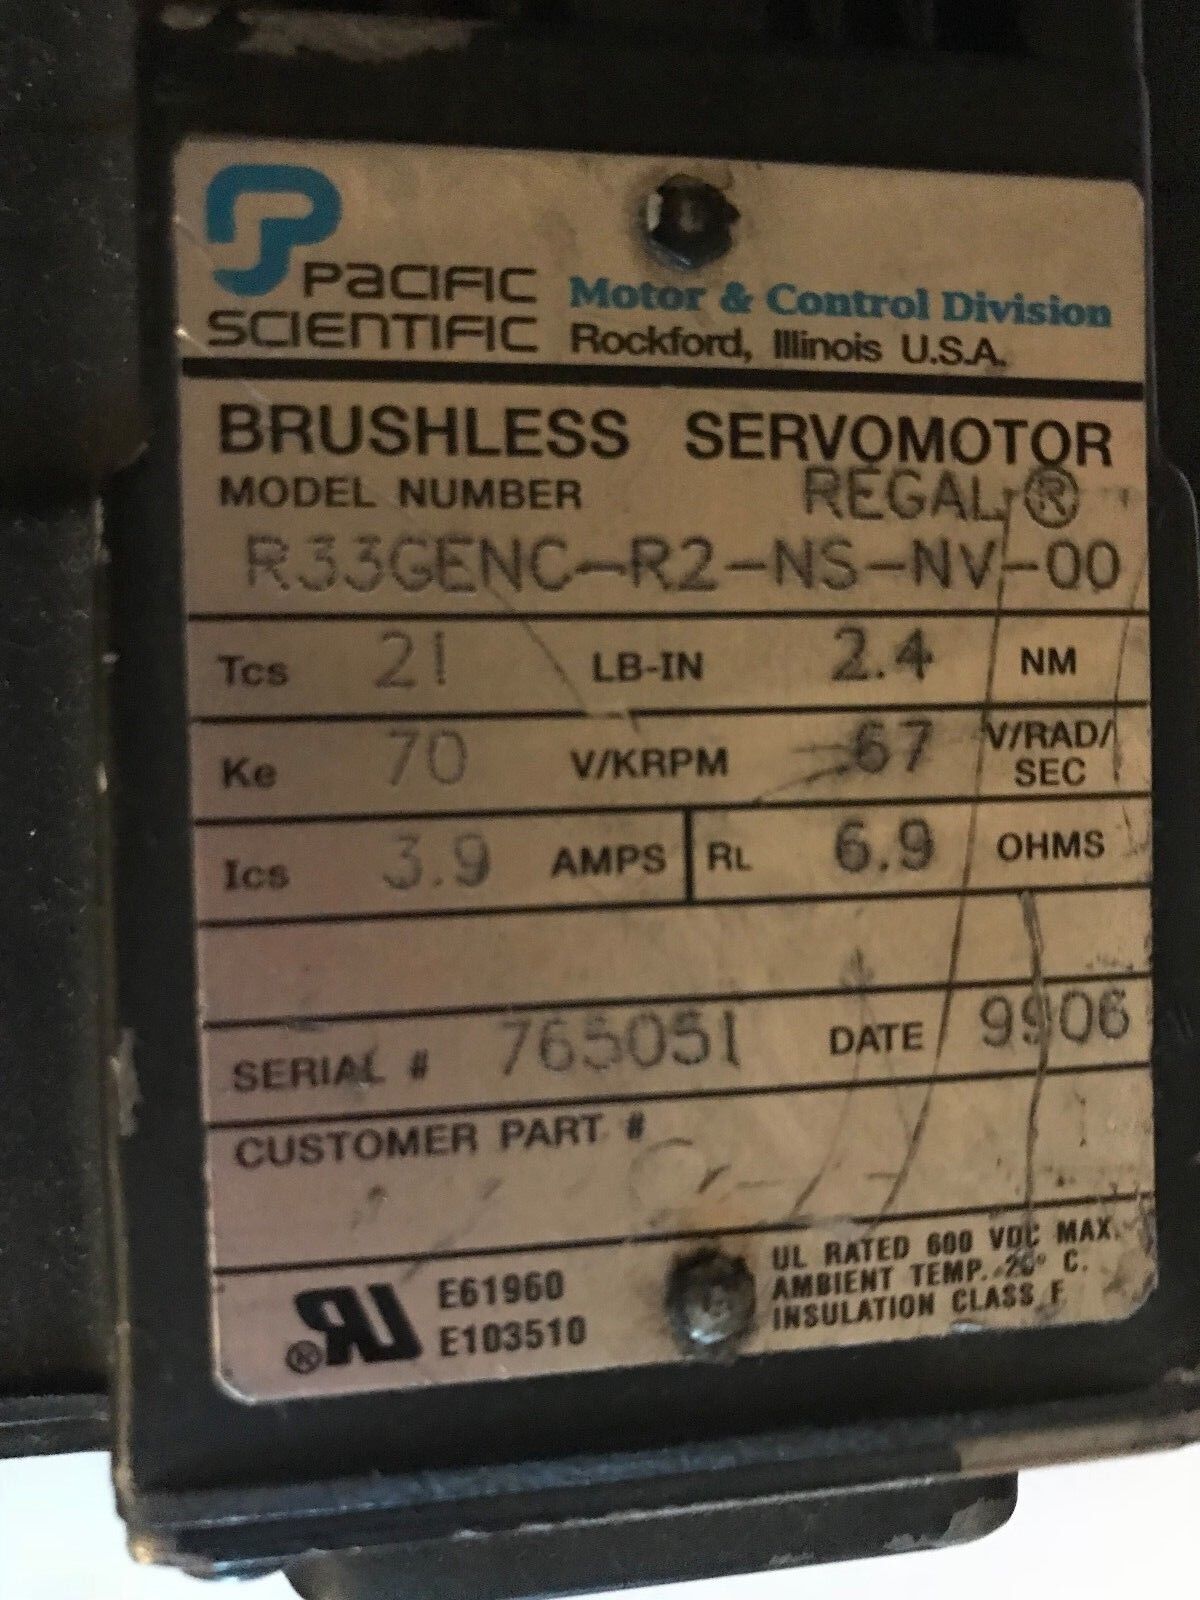 PACIFIC
SCIENTIFIC
Motor & Control Division
Rockford, Illinois U.S.A.
BRUSHLESS SERVOMOTOR
MODEL NUMBER REGAL®
R33GENC-R2-NS-NV-00
Tcs 21 LB-IN 2.4 NM
Ke 70 V/KRPM .67 V/RAD/
SEC
Ics 3.9 AMPS RL 6.9 OHMS
SERIAL # 765051 DATE 9906
CUSTOMER PART #
E61960
E103510
UL RATED 600 VDC MAX.
AMBIENT TEMP. C.
INSULATION CLASS F